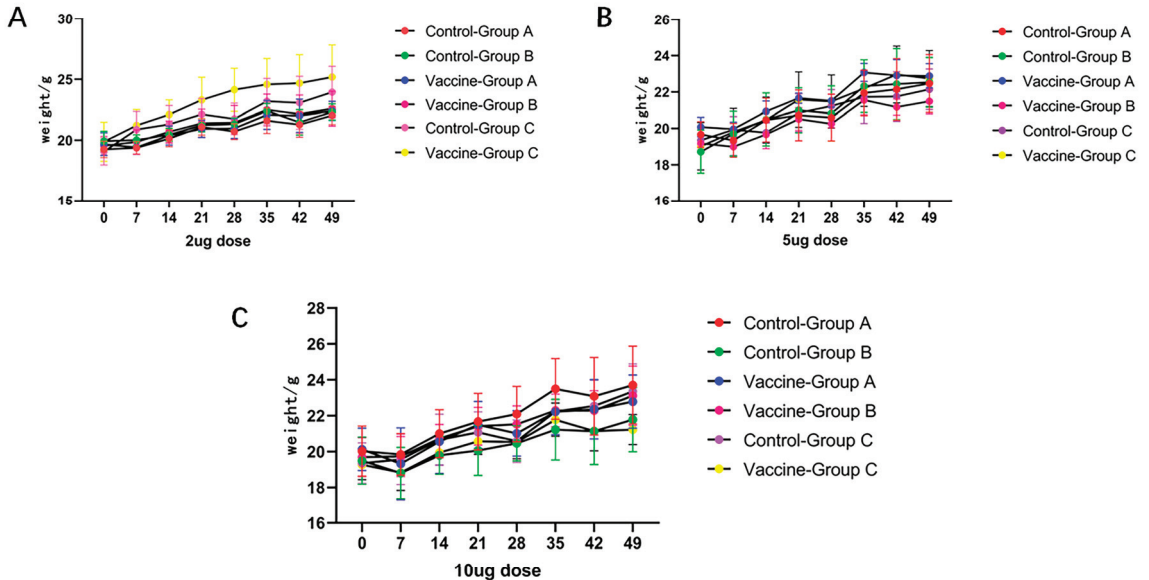 A
30
25
20
15
weight/g
0 7 14 21 28 35 42 49
2ug dose
Control-Group A
Control-Group B
Vaccine-Group A
Vaccine-Group B
Control-Group C
Vaccine-Group C
B
26
24
22
20
18
16
weight/g
0 7 14 21 28 35 42 49
5ug dose
Control-Group A
Control-Group B
Vaccine-Group A
Vaccine-Group B
Control-Group C
Vaccine-Group C
C
28
26
24
22
20
18
16
weight/g
0 7 14 21 28 35 42 49
10ug dose
Control-Group A
Control-Group B
Vaccine-Group A
Vaccine-Group B
Control-Group C
Vaccine-Group C